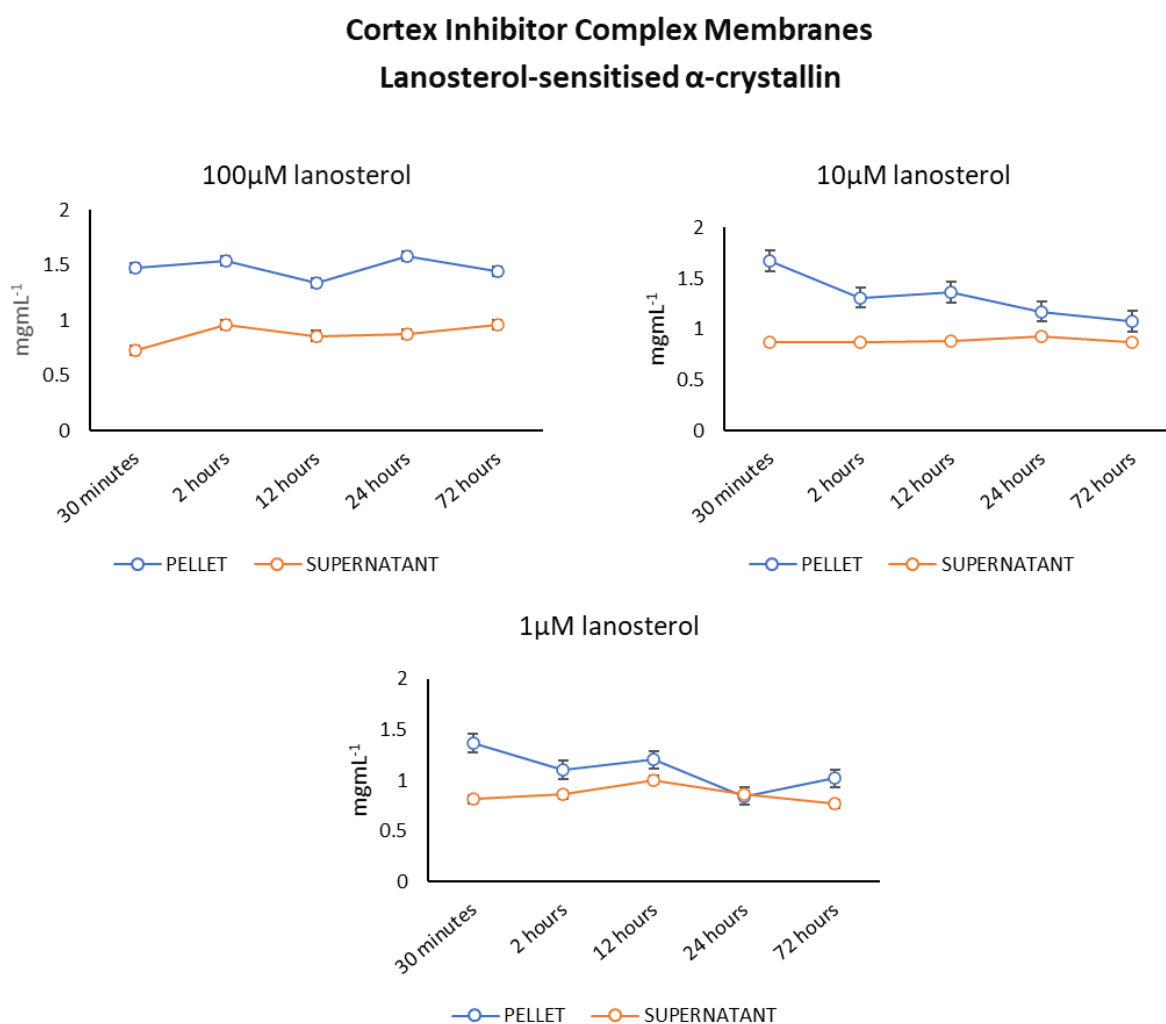 Cortex Inhibitor Complex Membranes
Lanosterol-sensitised α-crystallin
100μM lanosterol
mgmL⁻¹
2
1.5
1
0.5
0
30 minutes
2 hours
12 hours
24 hours
72 hours
PELLET SUPERNATANT
10μM lanosterol
mgmL⁻¹
2
1.5
1
0.5
0
30 minutes
2 hours
12 hours
24 hours
72 hours
PELLET SUPERNATANT
1μM lanosterol
mgmL⁻¹
2
1.5
1
0.5
0
30 minutes
2 hours
12 hours
24 hours
72 hours
PELLET SUPERNATANT